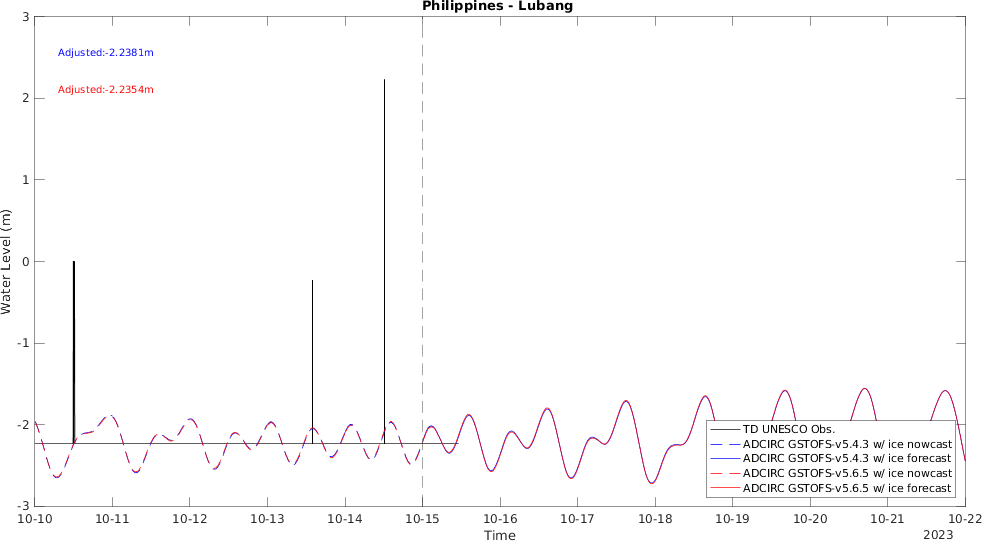 Philippines - Lubang
3
Adjusted:-2.2381m
Adjusted:-2.2354m
2
1
0
Water Level (m)
-1
-2
TD UNESCO Obs.
ADCIRC GSTOFS-v5.4.3 w/ ice nowcast
ADCIRC GSTOFS-v5.4.3 w/ ice forecast
ADCIRC GSTOFS-v5.6.5 w/ ice nowcast
ADCIRC GSTOFS-v5.6.5 w/ ice forecast
-3
10-10 10-11 10-12 10-13 10-14 10-15 10-16 10-17 10-18 10-19 10-20 10-21 10-22
Time
2023